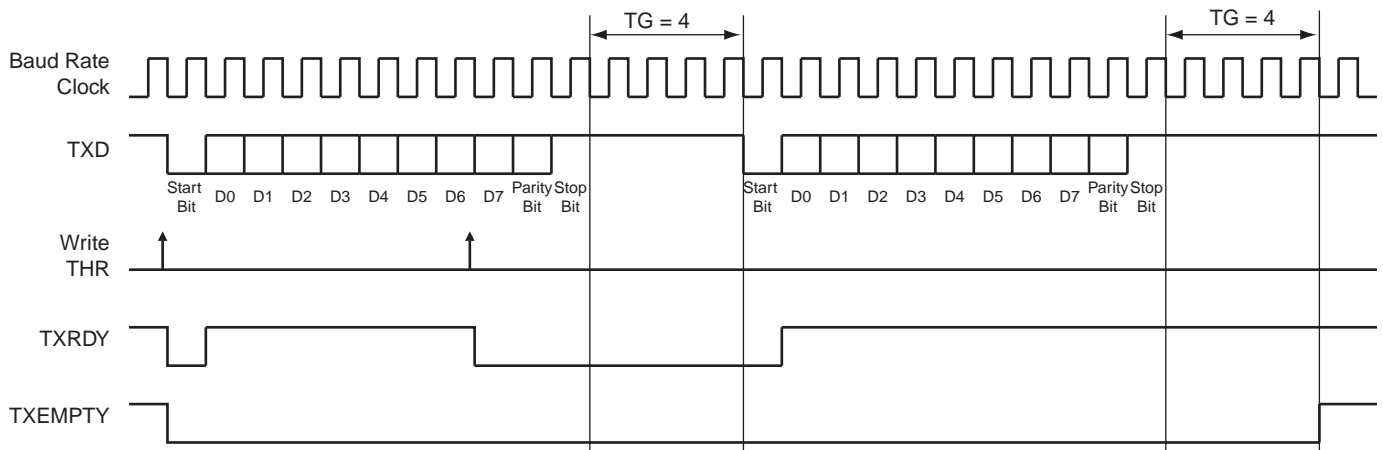 TG = 4
TG = 4
Baud Rate
Clock
TXD
Start
Bit
D0
D1
D2
D3
D4
D5
D6
D7
Parity
Bit
Stop
Bit
Start
Bit
D0
D1
D2
D3
D4
D5
D6
D7
Parity
Bit
Stop
Bit
Write
THR
TXRDY
TXEMPTY